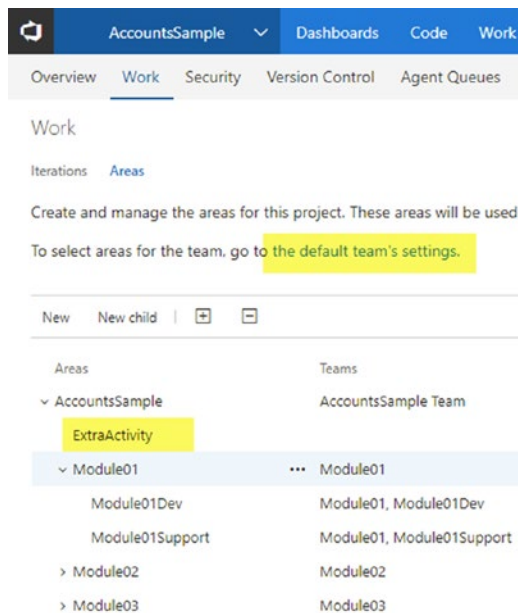 AccountsSample Dashboards Code Work
Overview Work Security Version Control Agent Queues
Work
Iterations Areas
Create and manage the areas for this project. These areas will be used
To select areas for the team, go to the default team's settings.
New New child
Areas Teams
AccountsSample AccountsSample Team
ExtraActivity
Module01 ••• Module01
Module01Dev Module01, Module01Dev
Module01Support Module01, Module01Support
Module02 Module02
Module03 Module03